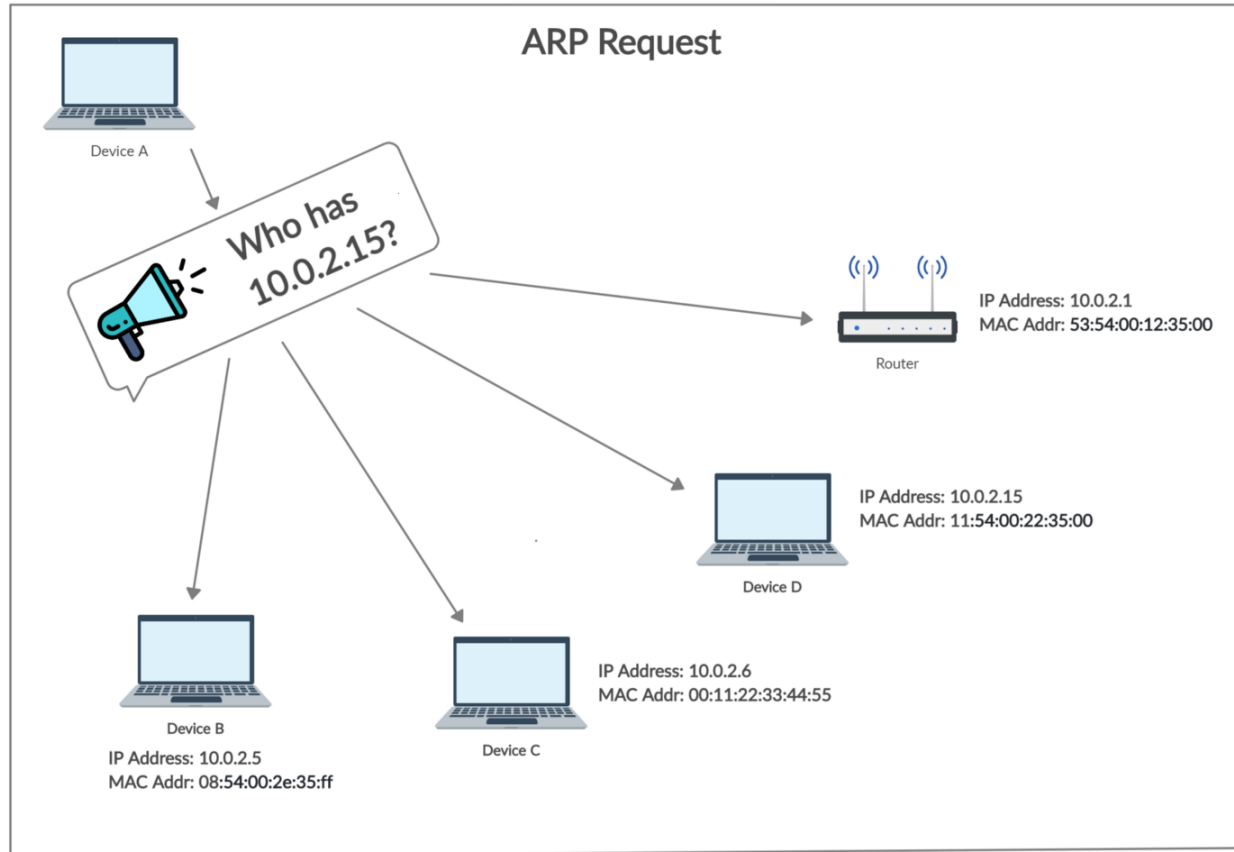 ARP Request
Device A
Who has
10.0.2.15?
IP Address: 10.0.2.1
MAC Addr: 53:54:00:12:35:00
Router
IP Address: 10.0.2.15
MAC Addr: 11:54:00:22:35:00
Device D
IP Address: 10.0.2.6
MAC Addr: 00:11:22:33:44:55
Device C
Device B
IP Address: 10.0.2.5
MAC Addr: 08:54:00:2e:35:ff